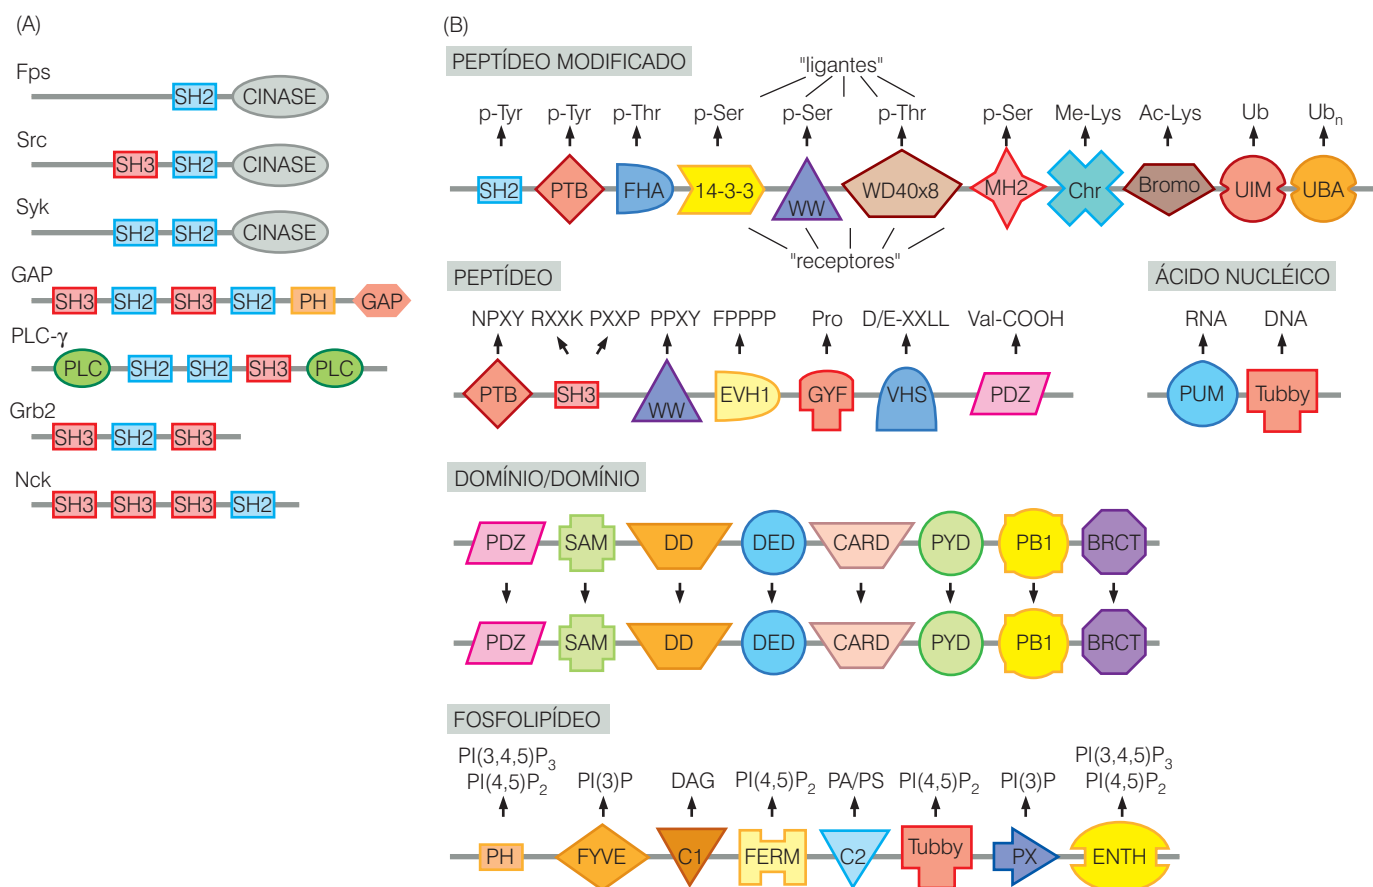 (A)
Fps
SH2 CINASE
Src
SH3 SH2 CINASE
Syk
SH2 SH2 CINASE
GAP
SH3 SH2 SH3 SH2 PH GAP
PLC-γ
PLC SH2 SH2 SH3 PLC
Grb2
SH3 SH2 SH3
Nck
SH3 SH3 SH3 SH2
(B)
PEPTÍDEO MODIFICADO
"ligantes"
p-Tyr p-Tyr p-Thr p-Ser p-Ser p-Thr p-Ser Me-Lys Ac-Lys Ub Ubₙ
SH2 PTB FHA 14-3-3 WW WD40x8 MH2 Chr Bromo UIM UBA
"receptores"
PEPTÍDEO
NPXY RXXK PXXP PPXY FPPPP Pro D/E-XXLL Val-COOH
PTB SH3 WW EVH1 GYF VHS PDZ
ÁCIDO NUCLÉICO
RNA DNA
PUM Tubby
DOMÍNIO/DOMÍNIO
PDZ SAM DD DED CARD PYD PB1 BRCT
PDZ SAM DD DED CARD PYD PB1 BRCT
FOSFOLIPÍDEO
PI(3,4,5)P₃ PI(3,4,5)P₃
PI(4,5)P₂ PI(3)P DAG PI(4,5)P₂ PA/PS PI(4,5)P₂ PI(3)P PI(4,5)P₂
PH FYVE C1 FERM C2 Tubby PX ENTH